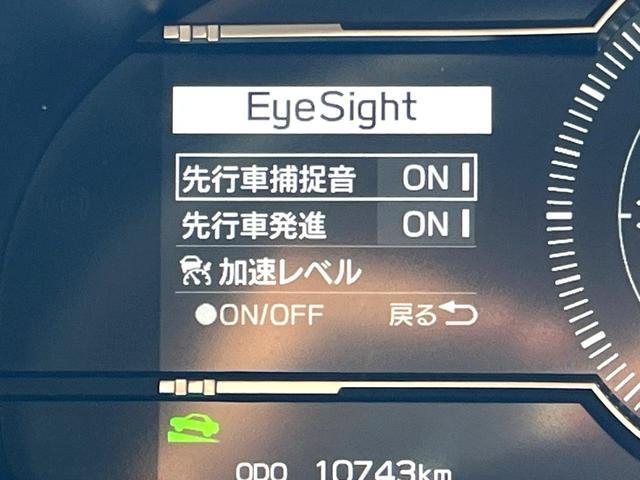 EyeSight
先行車捕捉音 ON
先行車発進 ON
加速レベル
●ON/OFF 戻る
ODO 10743km